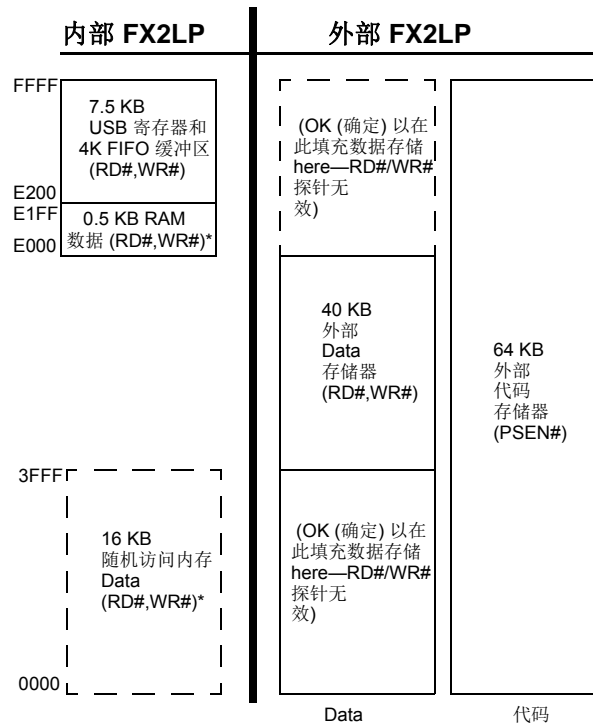 内部 FX2LP
外部 FX2LP
FFFF
7.5 KB
USB 寄存器和
4K FIFO 缓冲区
(RD#,WR#)
E200
E1FF
0.5 KB RAM
数据 (RD#,WR#)*
E000
(OK (确定) 以在
此填充数据存储
here—RD#/WR#
探针无
效)
40 KB
外部
Data
存储器
(RD#,WR#)
64 KB
外部
代码
存储器
(PSEN#)
3FFF
16 KB
随机访问内存
Data
(RD#,WR#)*
(OK (确定) 以在
此填充数据存储
here—RD#/WR#
探针无
效)
0000
Data
代码